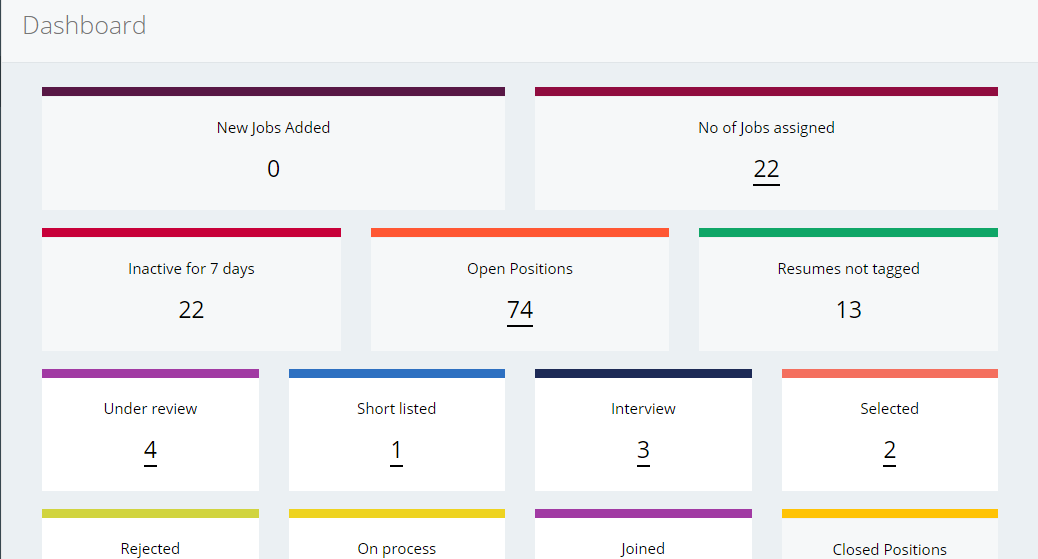 Dashboard
New Jobs Added
No of Jobs assigned
0
22
Inactive for 7 days
Open Positions
Resumes not tagged
22
74
13
Under review
Short listed
Interview
Selected
4
1
3
2
Rejected
On process
Joined
Closed Positions